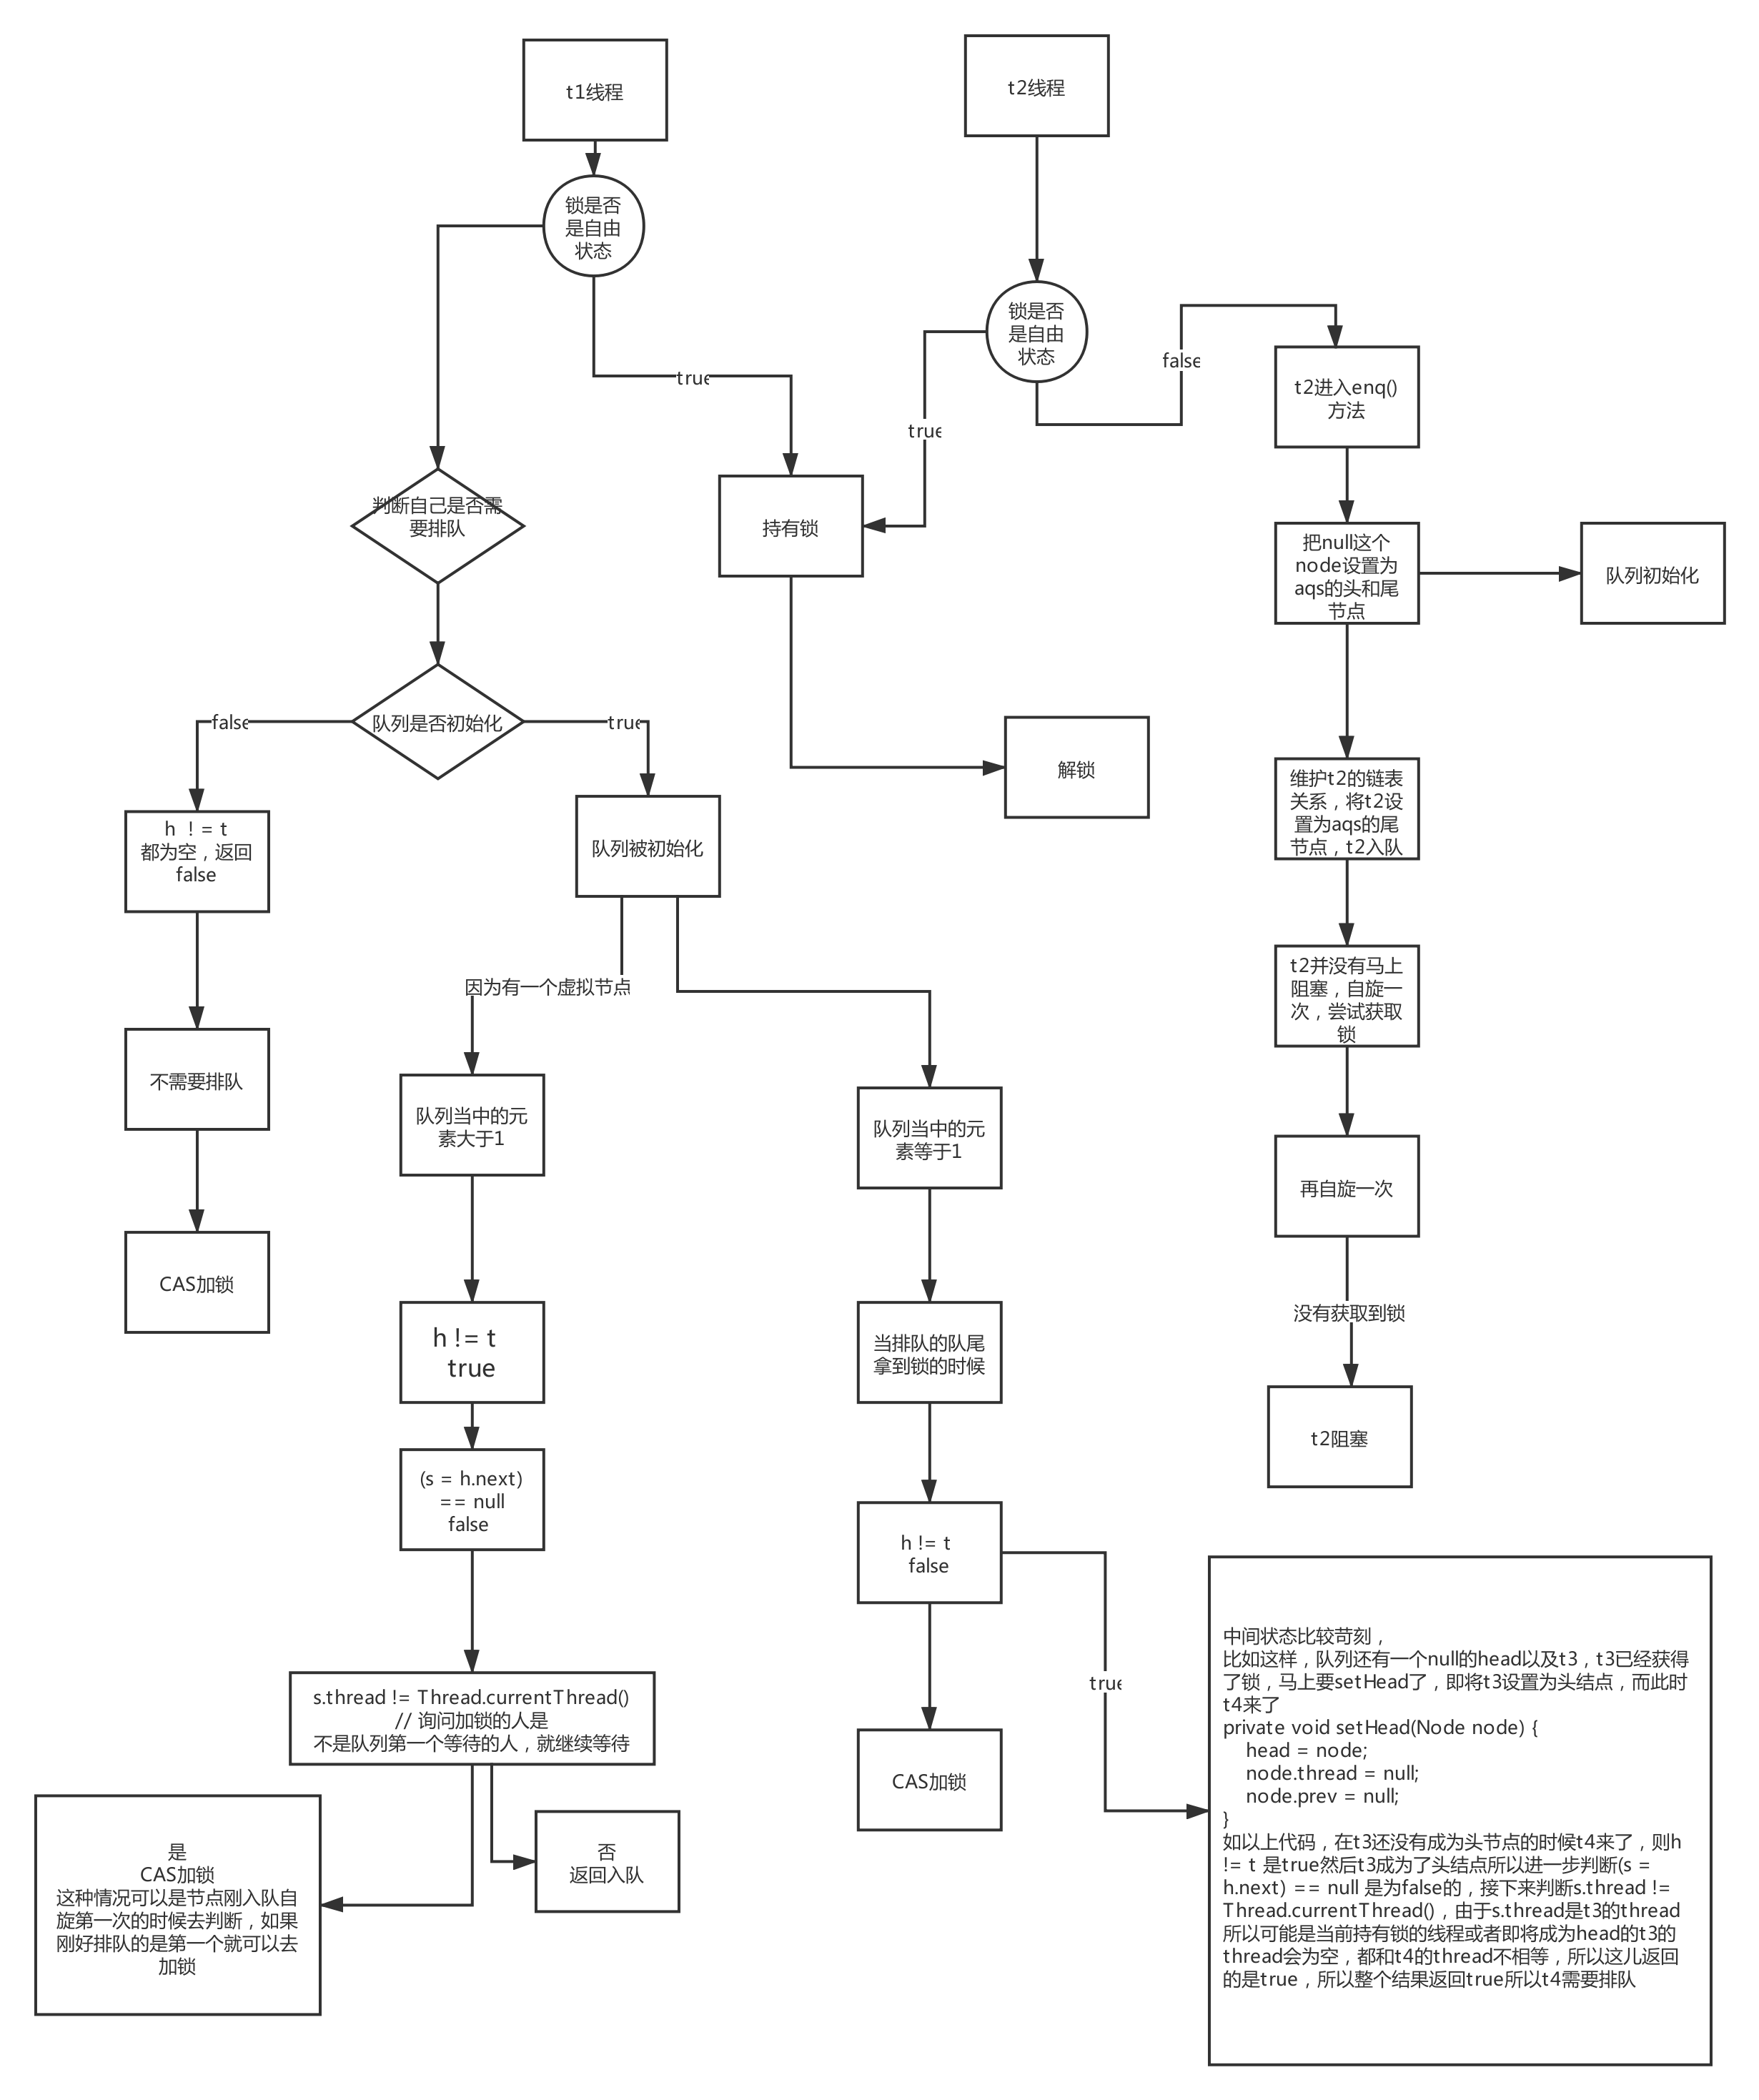 t1线程
t2线程
锁是否
是自由
状态
锁是否
是自由
状态
false
true
true
t2进入enq()
方法
判断自己是否需
要排队
持有锁
把null这个
node设置为
aqs的头和尾
节点
队列初始化
false
队列是否初始化
true
解锁
维护t2的链表
关系，将t2设
置为aqs的尾
节点，t2入队
h ！= t
都为空，返回
false
队列被初始化
t2并没有马上
阻塞，自旋一
次，尝试获取
锁
因为有一个虚拟节点
不需要排队
队列当中的元
素大于1
队列当中的元
素等于1
再自旋一次
CAS加锁
没有获取到锁
h != t
true
当排队的队尾
拿到锁的时候
t2阻塞
(s = h.next)
== null
false
h != t
false
true
s.thread != Thread.currentThread()
// 询问加锁的人是
不是队列第一个等待的人，就继续等待
CAS加锁
是
CAS加锁
这种情况可以是节点刚入队自
旋第一次的时候去判断，如果
刚好排队的是第一个就可以去
加锁
否
返回入队
中间状态比较苛刻，
比如这样，队列还有一个null的head以及t3，t3已经获得
了锁，马上要setHead了，即将t3设置为头结点，而此时
t4来了
private void setHead(Node node) {
head = node;
node.thread = null;
node.prev = null;
}
如以上代码，在t3还没有成为头节点的时候t4来了，则h
!= t 是true然后t3成为了头结点所以进一步判断(s =
h.next) == null 是为false的，接下来判断s.thread !=
Thread.currentThread()，由于s.thread是t3的thread
所以可能是当前持有锁的线程或者即将成为head的t3的
thread会为空，都和t4的thread不相等，所以这儿返回
的是true，所以整个结果返回true所以t4需要排队